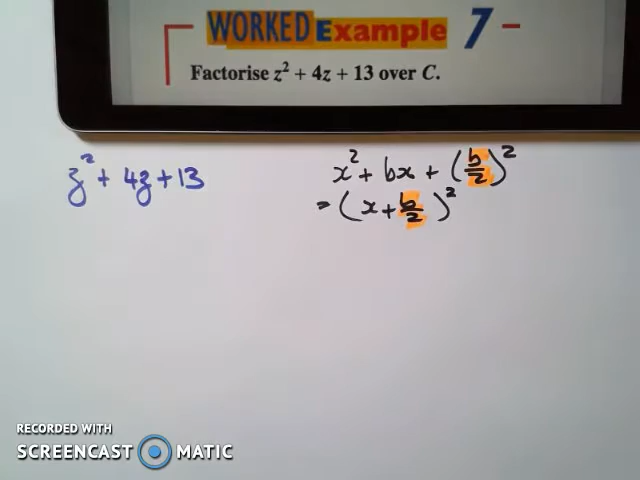 WORKED Example 7
Factorise z² + 4z + 13 over C.
z² + 4z + 13
x² + bx + (b/2)²
= (x + b/2)²
RECORDED WITH
SCREENCAST MATIC